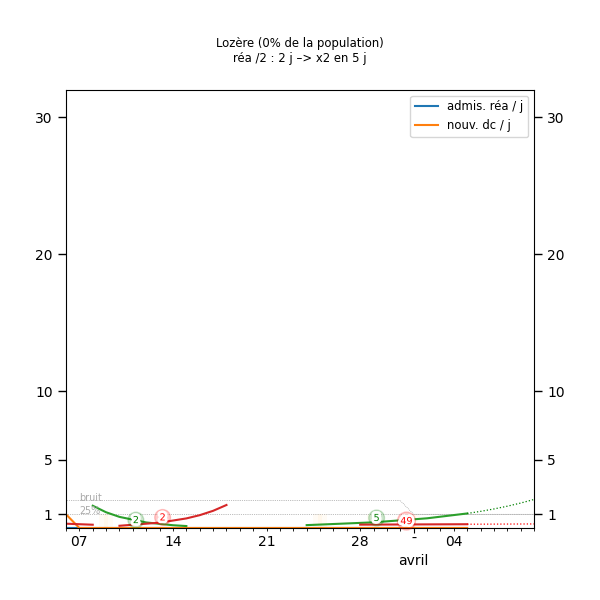 Lozère (0% de la population)
réa /2 : 2 j –> x2 en 5 j
admis. réa / j
nouv. dc / j
30 30
20 20
10 10
5 5
bruit
25%
1 1
2 2 5 49
07 14 21 28 - 04
avril